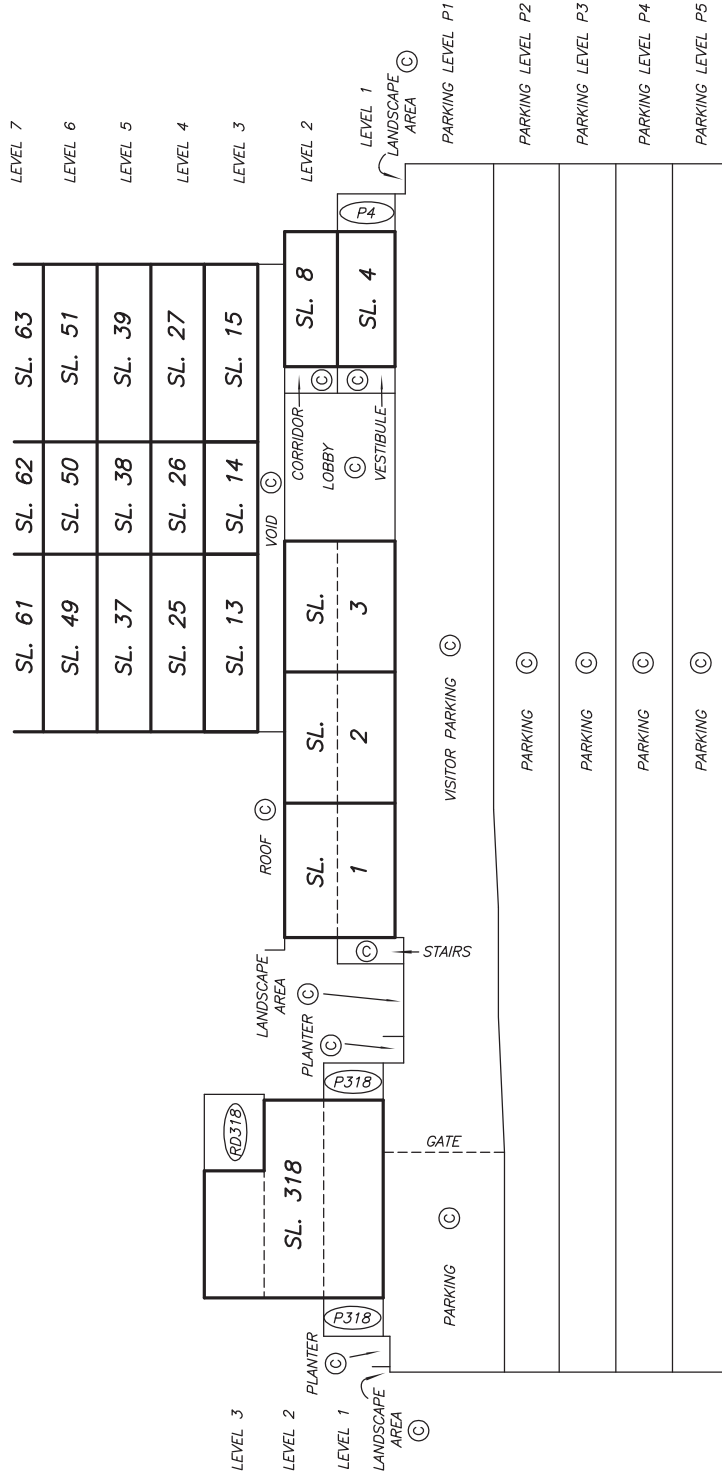 LEVEL 7
LEVEL 6
LEVEL 5
LEVEL 4
LEVEL 3
LEVEL 2
LEVEL 1
LANDSCAPE
AREA
C
PARKING LEVEL P1
PARKING LEVEL P2
PARKING LEVEL P3
PARKING LEVEL P4
PARKING LEVEL P5
SL. 61
SL. 62
SL. 63
SL. 49
SL. 50
SL. 51
SL. 37
SL. 38
SL. 39
SL. 25
SL. 26
SL. 27
SL. 13
SL. 14
SL. 15
VOID C
ROOF C
SL. 1
SL. 2
SL. 3
CORRIDOR
C
LOBBY
C
VESTIBULE
C
SL. 8
SL. 4
P4
LANDSCAPE
AREA
C
PLANTER C
STAIRS
C
RD318
SL. 318
P318
P318
PLANTER
C
LEVEL 3
LEVEL 2
LEVEL 1
LANDSCAPE
AREA
C
GATE
PARKING C
VISITOR PARKING C
PARKING C
PARKING C
PARKING C
PARKING C